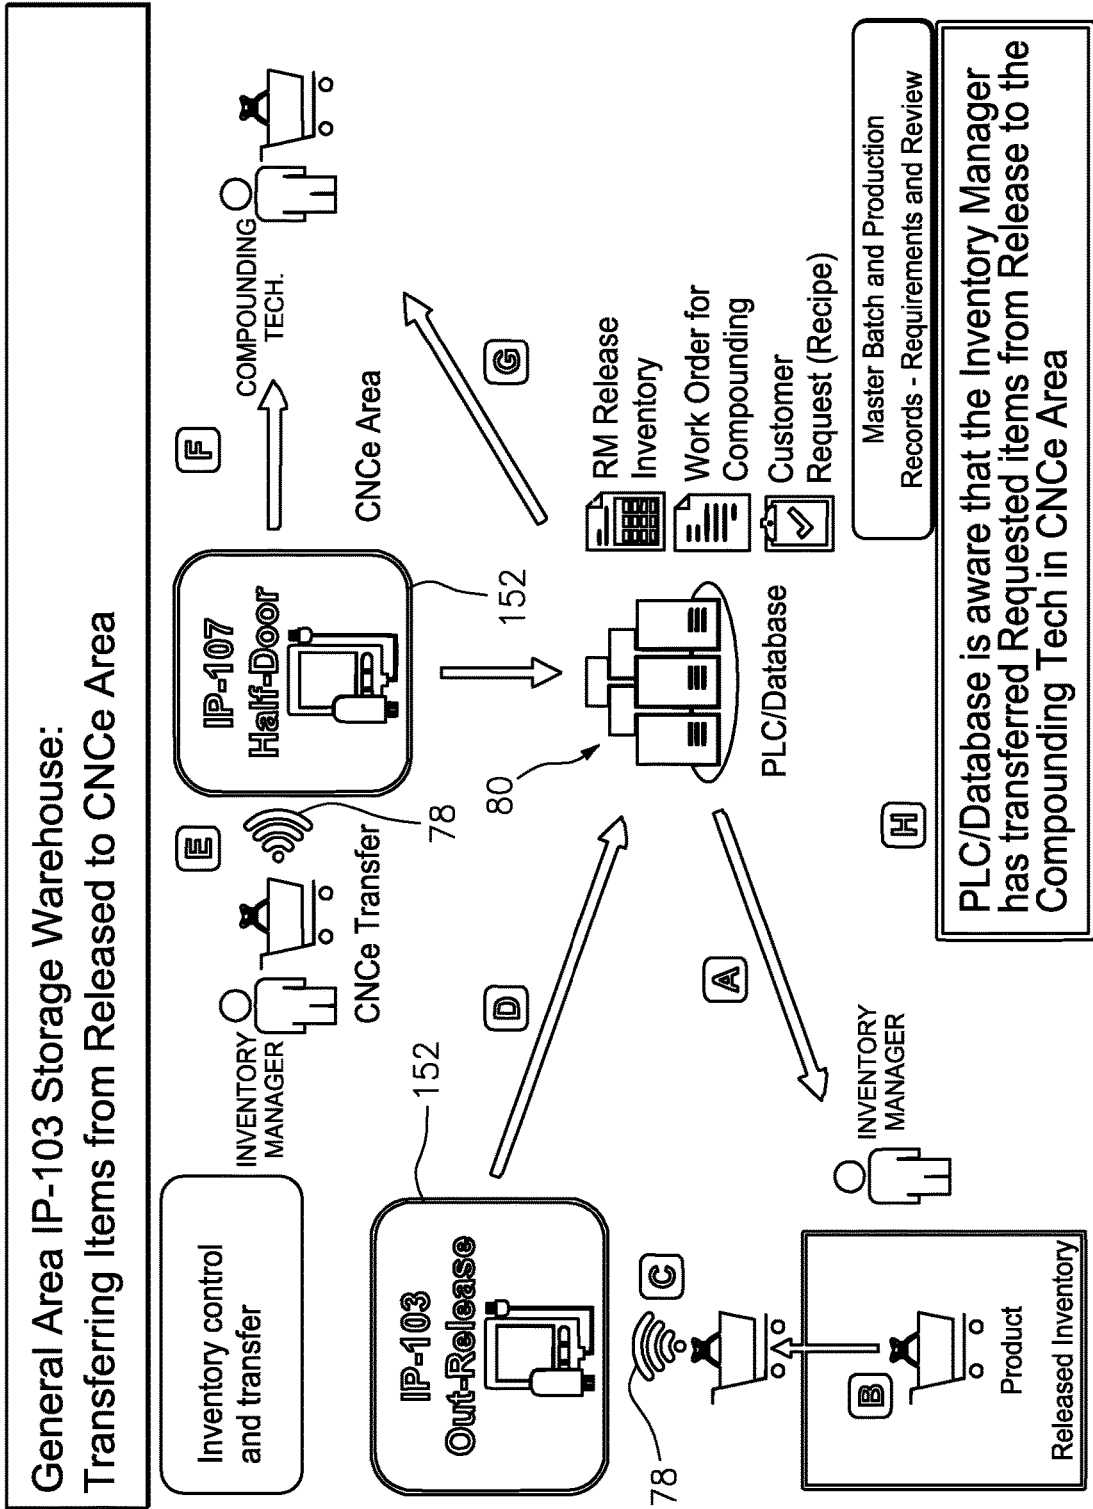 General Area IP-103 Storage Warehouse:
Transferring Items from Released to CNCe Area
Inventory control
and transfer
INVENTORY
MANAGER
CNCe Transfer
E
78
IP-107
Half-Door
152
F
COMPOUNDING
TECH.
CNCe Area
IP-103
Out-Release
152
D
80
G
PLC/Database
RM Release
Inventory
Work Order for
Compounding
Customer
Request (Recipe)
78
C
A
B
Product
Released Inventory
INVENTORY
MANAGER
H
Master Batch and Production
Records - Requirements and Review
PLC/Database is aware that the Inventory Manager
has transferred Requested items from Release to the
Compounding Tech in CNCe Area